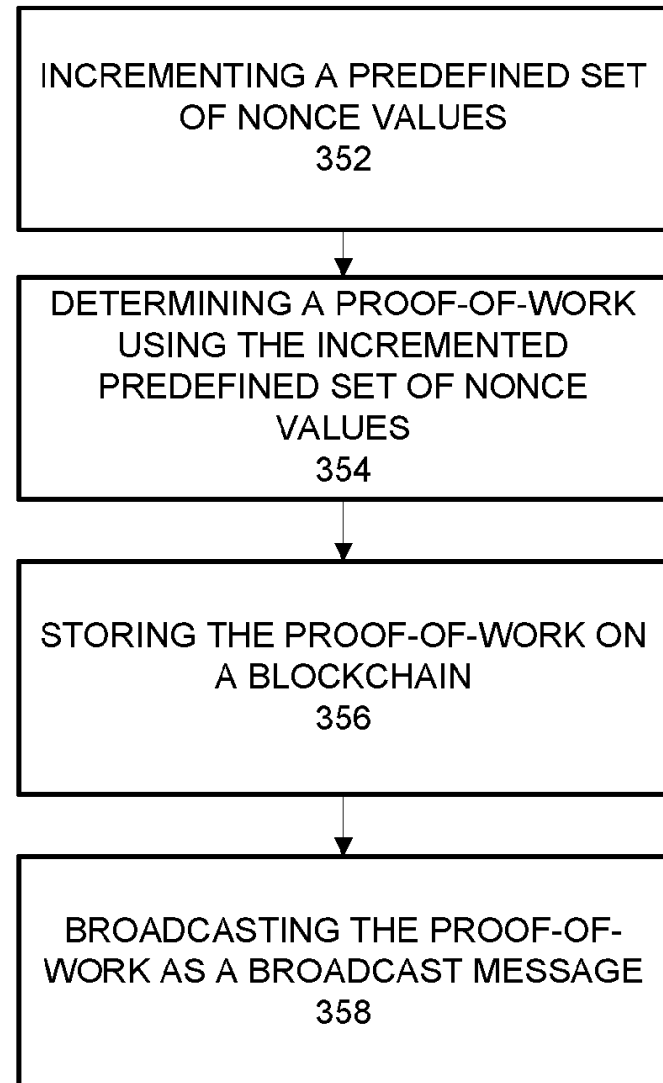 INCREMENTING A PREDEFINED SET
OF NONCE VALUES
352
DETERMINING A PROOF-OF-WORK
USING THE INCREMENTED
PREDEFINED SET OF NONCE
VALUES
354
STORING THE PROOF-OF-WORK ON
A BLOCKCHAIN
356
BROADCASTING THE PROOF-OF-
WORK AS A BROADCAST MESSAGE
358